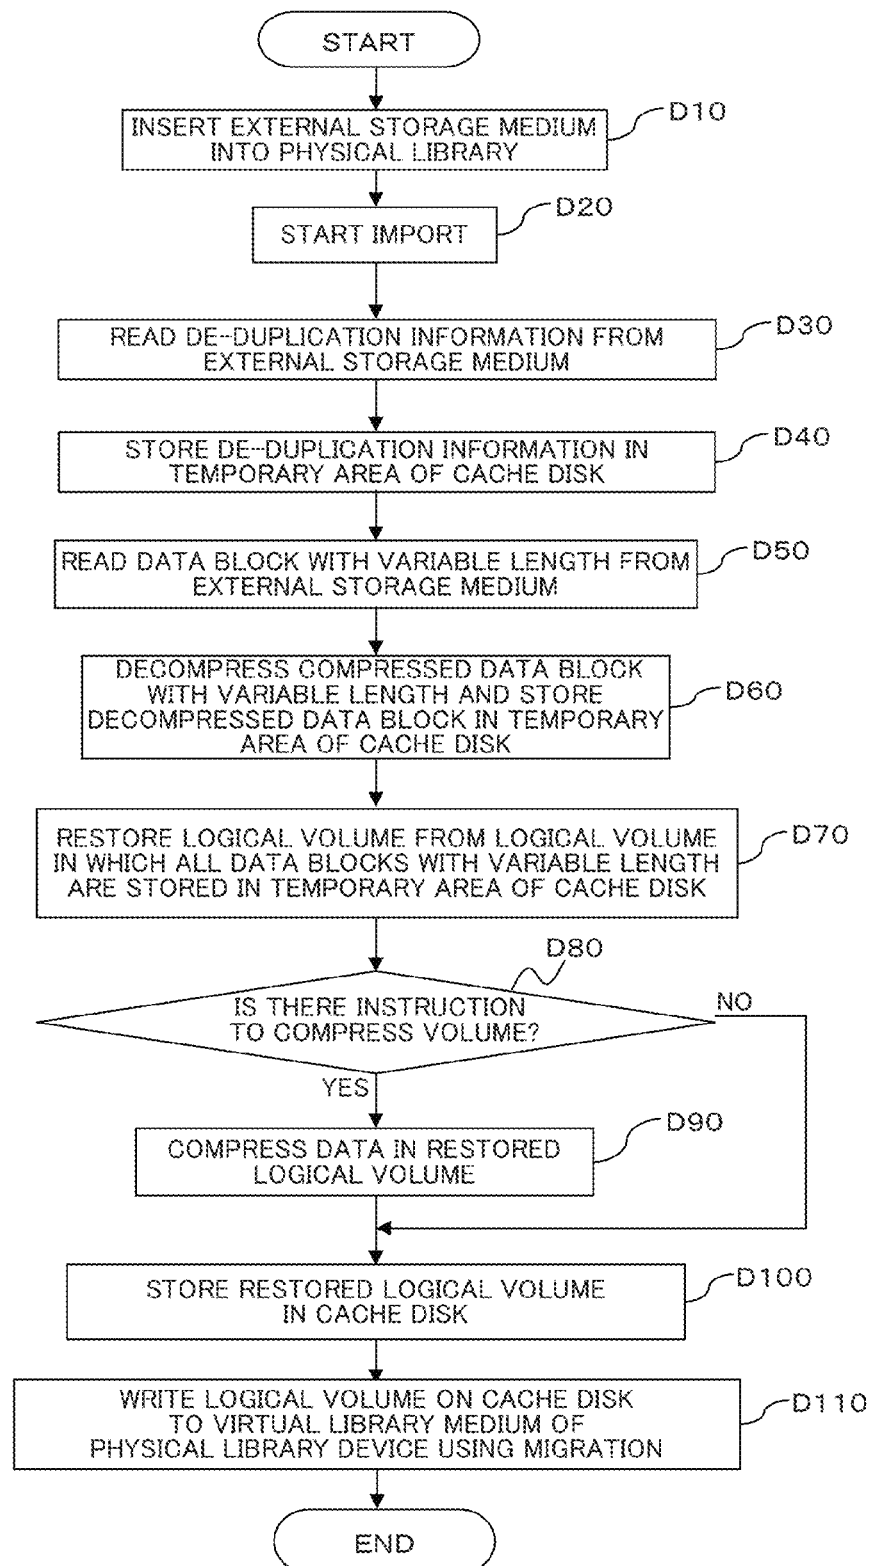 START
INSERT EXTERNAL STORAGE MEDIUM
INTO PHYSICAL LIBRARY
D10
START IMPORT
D20
READ DE-DUPLICATION INFORMATION FROM
EXTERNAL STORAGE MEDIUM
D30
STORE DE-DUPLICATION INFORMATION IN
TEMPORARY AREA OF CACHE DISK
D40
READ DATA BLOCK WITH VARIABLE LENGTH FROM
EXTERNAL STORAGE MEDIUM
D50
DECOMPRESS COMPRESSED DATA BLOCK
WITH VARIABLE LENGTH AND STORE
DECOMPRESSED DATA BLOCK IN TEMPORARY
AREA OF CACHE DISK
D60
RESTORE LOGICAL VOLUME FROM LOGICAL VOLUME
IN WHICH ALL DATA BLOCKS WITH VARIABLE LENGTH
ARE STORED IN TEMPORARY AREA OF CACHE DISK
D70
D80
IS THERE INSTRUCTION
TO COMPRESS VOLUME?
NO
YES
COMPRESS DATA IN RESTORED
LOGICAL VOLUME
D90
STORE RESTORED LOGICAL VOLUME
IN CACHE DISK
D100
WRITE LOGICAL VOLUME ON CACHE DISK
TO VIRTUAL LIBRARY MEDIUM OF
PHYSICAL LIBRARY DEVICE USING MIGRATION
D110
END